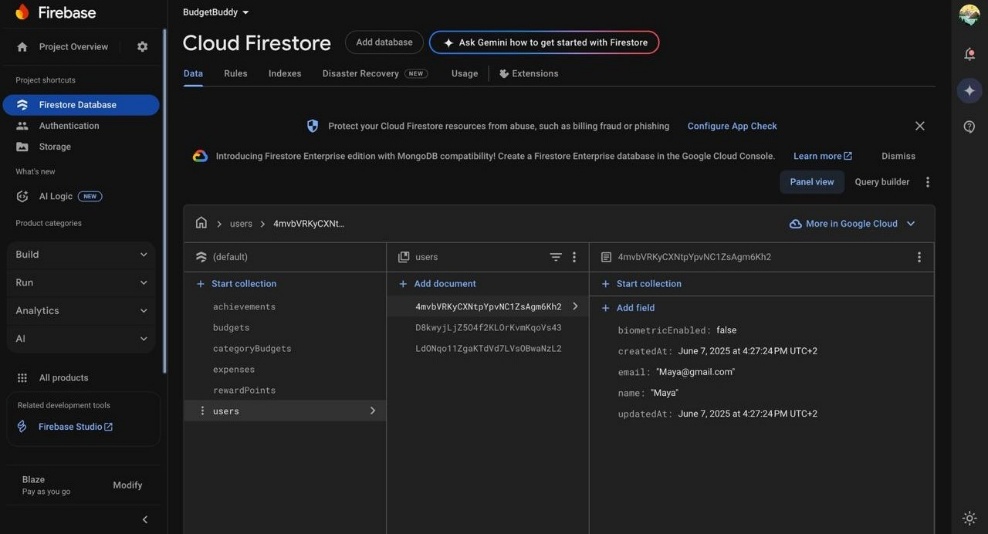 Firebase
Project Overview
Project shortcuts
Firestore Database
Authentication
Storage
What's new
AI Logic NEW
Product categories
Build
Run
Analytics
AI
All products
Related development tools
Firebase Studio
Blaze
Pay as you go
Modify
BudgetBuddy
Cloud Firestore
Add database
Ask Gemini how to get started with Firestore
Data Rules Indexes Disaster Recovery NEW Usage Extensions
Protect your Cloud Firestore resources from abuse, such as billing fraud or phishing Configure App Check
Introducing Firestore Enterprise edition with MongoDB compatibility! Create a Firestore Enterprise database in the Google Cloud Console. Learn more Dismiss
Panel view Query builder
users > 4mvbVRKyCXNt...
More in Google Cloud
(default)
+ Start collection
achievements
budgets
categoryBudgets
expenses
rewardPoints
users
users
+ Add document
4mvbVRKyCXNtpYpvNC1ZsAgm6Kh2
D8kwyjLjZ5O4f2KLOrKvmKqoVs43
LdONqo11ZgaKTdVd7LVsOBwaNzL2
4mvbVRKyCXNtpYpvNC1ZsAgm6Kh2
+ Start collection
+ Add field
biometricEnabled: false
createdAt: June 7, 2025 at 4:27:24 PM UTC+2
email: "Maya@gmail.com"
name: "Maya"
updatedAt: June 7, 2025 at 4:27:24 PM UTC+2